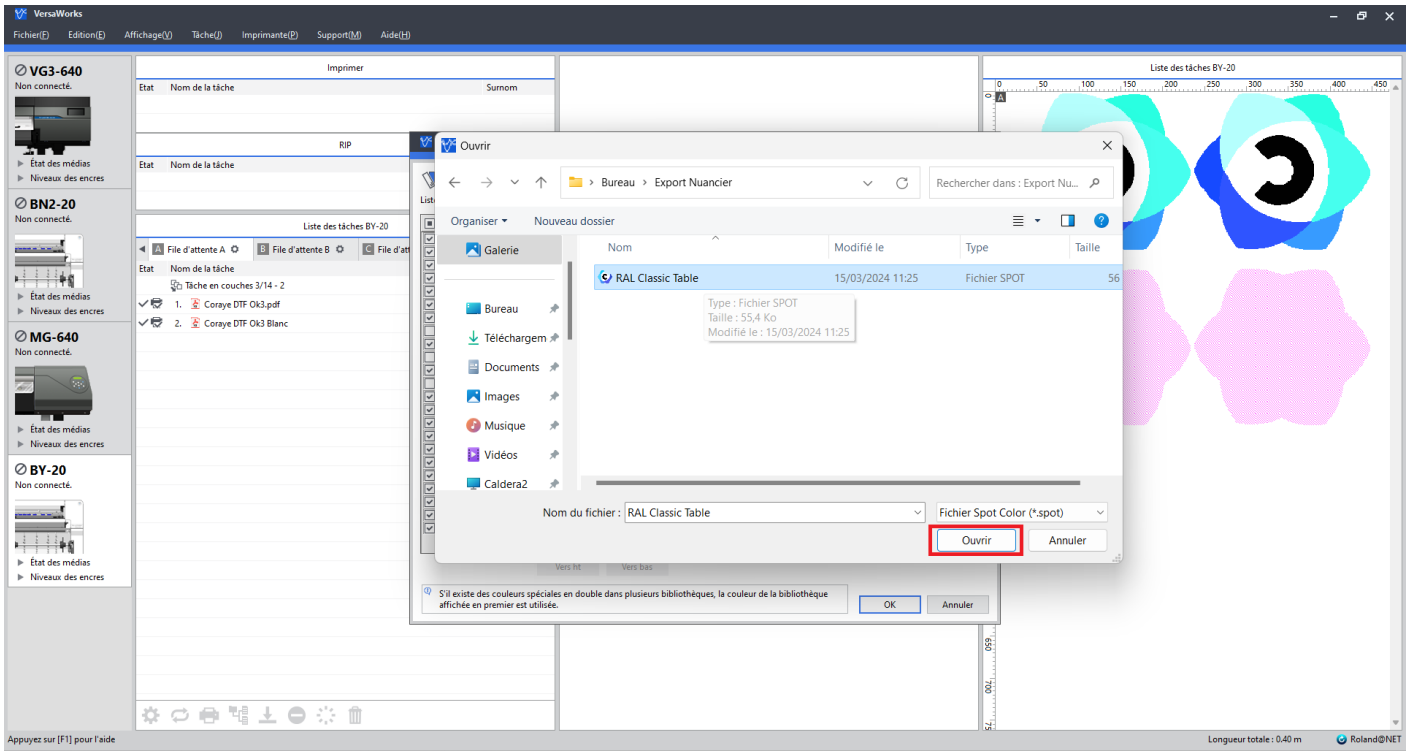 VersaWorks
Fichier(F) Edition(E) Affichage(V) Tâche(J) Imprimante(P) Support(M) Aide(H)
VG3-640
Non connecté.
État des médias
Niveaux des encres
BN2-20
Non connecté.
État des médias
Niveaux des encres
MG-640
Non connecté.
État des médias
Niveaux des encres
BY-20
Non connecté.
État des médias
Niveaux des encres
Imprimer
Etat Nom de la tâche Surnom
RIP
Etat Nom de la tâche
Liste des tâches BY-20
A File d'attente A B File d'attente B C File d'att
Etat Nom de la tâche
Tâche en couches 3/14 - 2
1. Coraye DTF Ok3.pdf
2. Coraye DTF Ok3 Blanc
List
Ouvrir
Bureau > Export Nuancier
Rechercher dans : Export Nu...
Organiser Nouveau dossier
Galerie
Bureau
Téléchargem
Documents
Images
Musique
Vidéos
Caldera2
Nom Modifié le Type Taille
RAL Classic Table 15/03/2024 11:25 Fichier SPOT 56
Type : Fichier SPOT
Taille : 55,4 Ko
Modifié le : 15/03/2024 11:25
Nom du fichier : RAL Classic Table Fichier Spot Color (*.spot)
Ouvrir Annuler
Vers ht Vers bas
S'il existe des couleurs spéciales en double dans plusieurs bibliothèques, la couleur de la bibliothèque
affichée en premier est utilisée.
OK Annuler
Liste des tâches BY-20
0 50 100 150 200 250 300 350 400 450
0
A
650
700
75
Appuyez sur [F1] pour l'aide
Longueur totale : 0.40 m Roland@NET